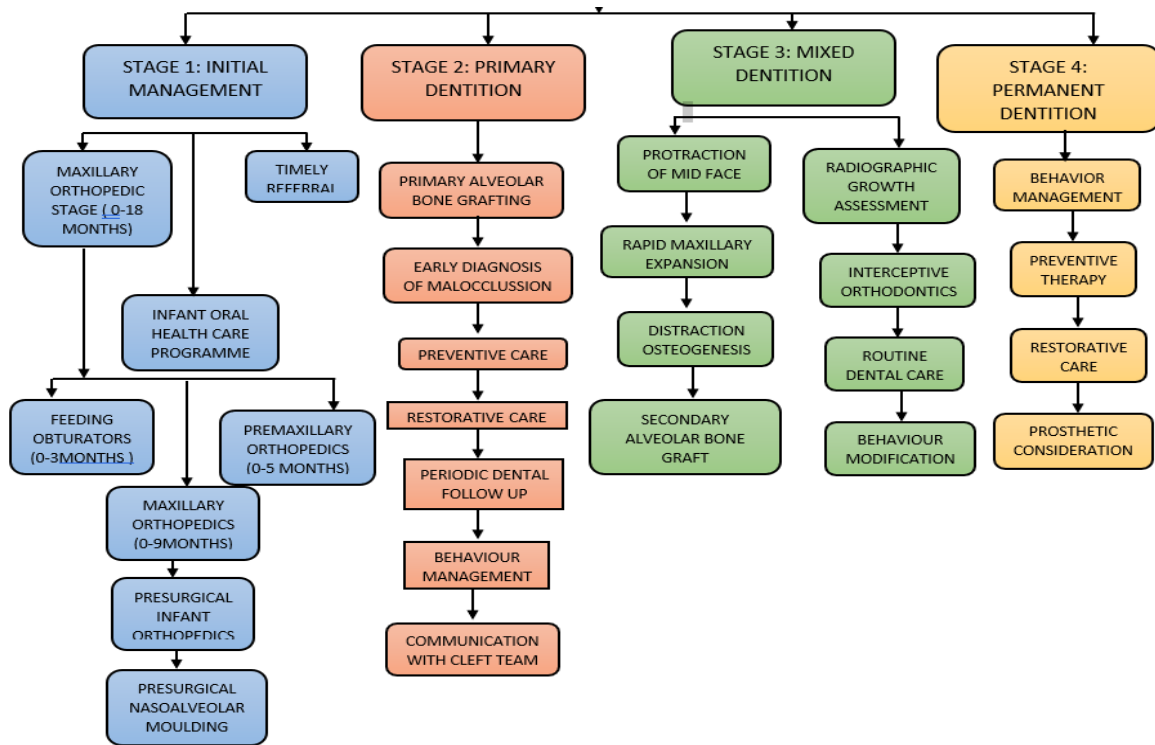 STAGE 1: INITIAL
MANAGEMENT
MAXILLARY
ORTHOPEDIC
STAGE ( 0-18
MONTHS)
TIMELY
REFERRAL
INFANT ORAL
HEALTH CARE
PROGRAMME
FEEDING
OBTURATORS
(0-3MONTHS )
PREMAXILLARY
ORTHOPEDICS
(0-5 MONTHS)
MAXILLARY
ORTHOPEDICS
(0-9MONTHS)
PRESURGICAL
INFANT
ORTHOPEDICS
PRESURGICAL
NASOALVEOLAR
MOULDING
STAGE 2: PRIMARY
DENTITION
PRIMARY ALVEOLAR
BONE GRAFTING
EARLY DIAGNOSIS
OF MALOCCLUSSION
PREVENTIVE CARE
RESTORATIVE CARE
PERIODIC DENTAL
FOLLOW UP
BEHAVIOUR
MANAGEMENT
COMMUNICATION
WITH CLEFT TEAM
STAGE 3: MIXED
DENTITION
PROTRACTION
OF MID FACE
RAPID MAXILLARY
EXPANSION
DISTRACTION
OSTEOGENESIS
SECONDARY
ALVEOLAR BONE
GRAFT
RADIOGRAPHIC
GROWTH
ASSESSMENT
INTERCEPTIVE
ORTHODONTICS
ROUTINE
DENTAL CARE
BEHAVIOUR
MODIFICATION
STAGE 4:
PERMANENT
DENTITION
BEHAVIOR
MANAGEMENT
PREVENTIVE
THERAPY
RESTORATIVE
CARE
PROSTHETIC
CONSIDERATION